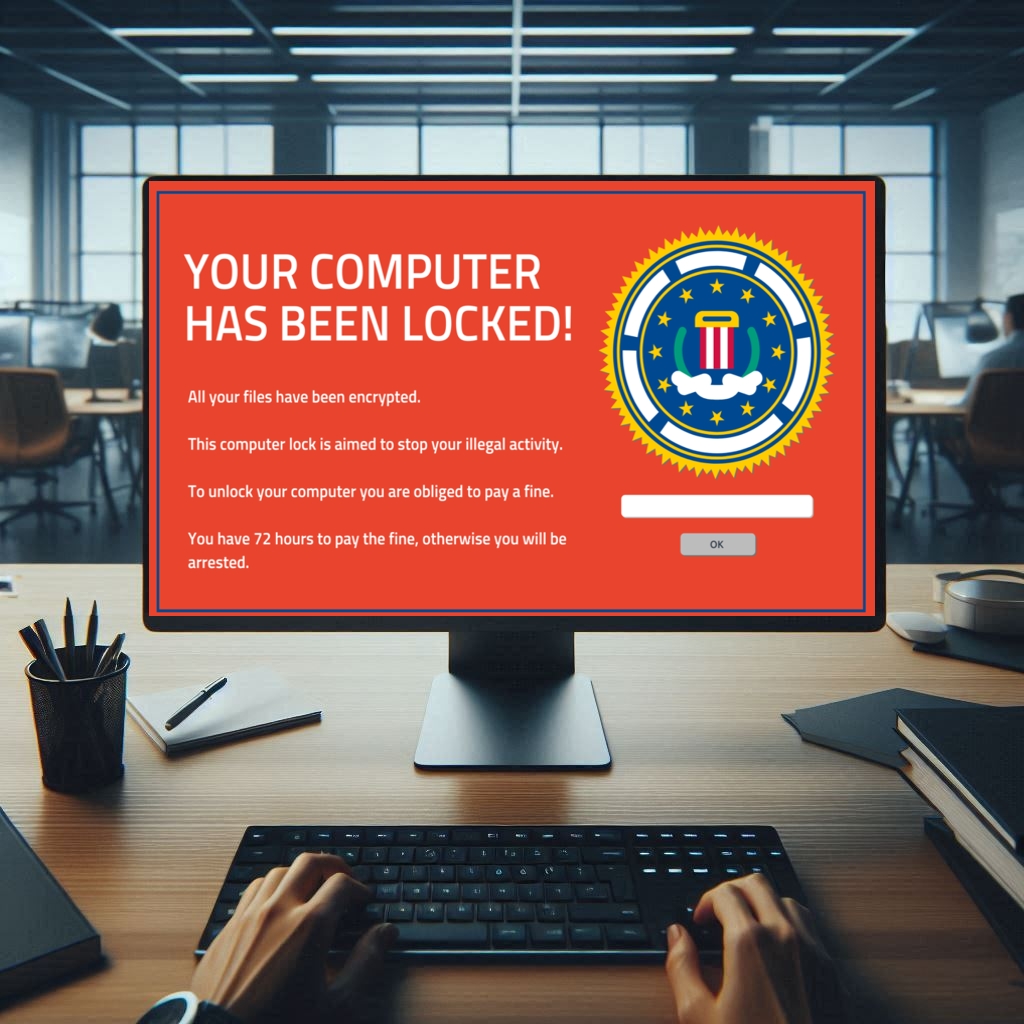 YOUR COMPUTER
HAS BEEN LOCKED!
All your files have been encrypted.
This computer lock is aimed to stop your illegal activity.
To unlock your computer you are obliged to pay a fine.
You have 72 hours to pay the fine, otherwise you will be
arrested.
OK